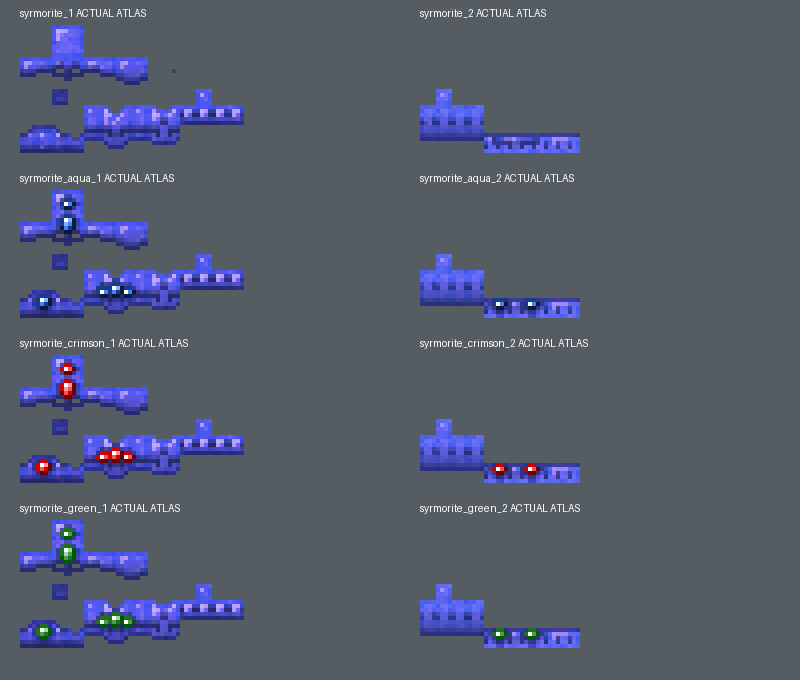 syrmorite_1 ACTUAL ATLAS
syrmorite_2 ACTUAL ATLAS
syrmorite_aqua_1 ACTUAL ATLAS
syrmorite_aqua_2 ACTUAL ATLAS
syrmorite_crimson_1 ACTUAL ATLAS
syrmorite_crimson_2 ACTUAL ATLAS
syrmorite_green_1 ACTUAL ATLAS
syrmorite_green_2 ACTUAL ATLAS